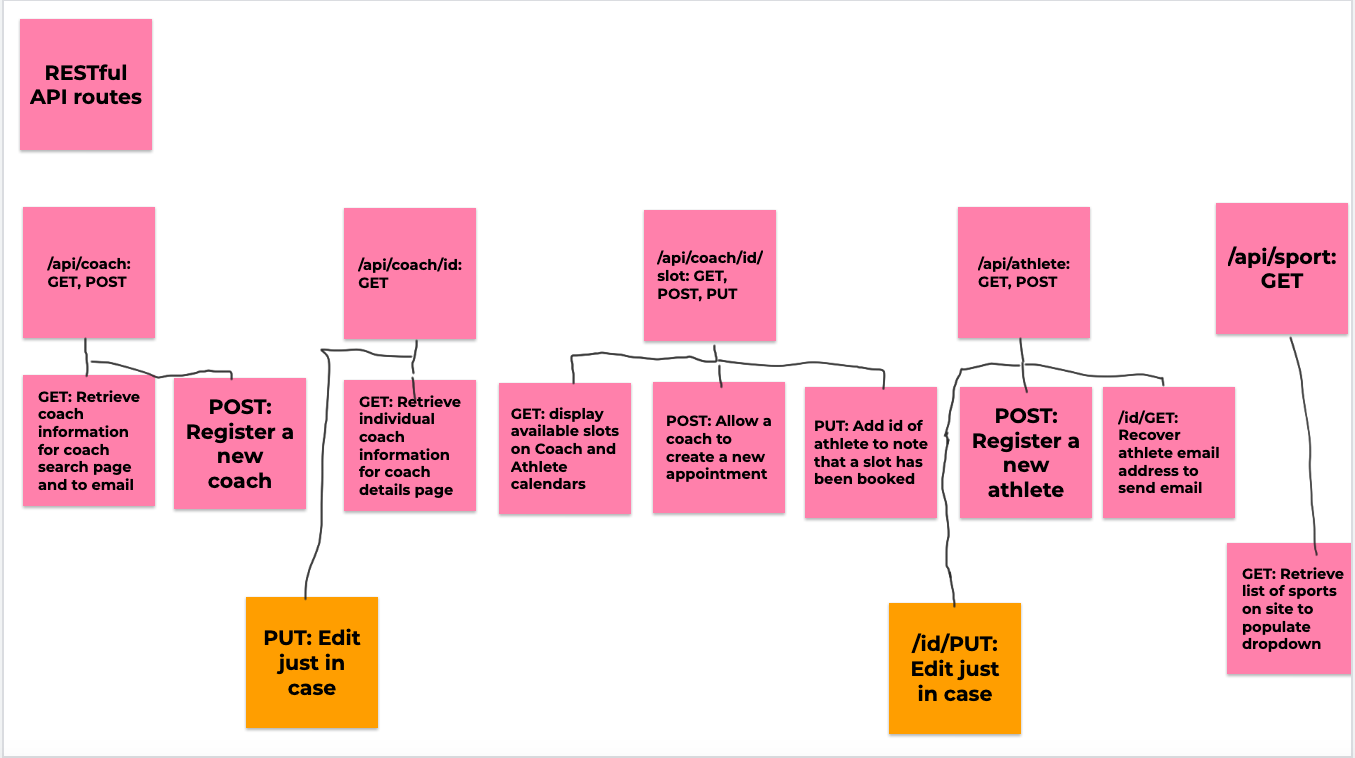 RESTful
API routes
/api/coach:
GET, POST
/api/coach/id:
GET
/api/coach/id/
slot: GET,
POST, PUT
/api/athlete:
GET, POST
/api/sport:
GET
GET: Retrieve
coach
information
for coach
search page
and to email
POST:
Register a
new
coach
GET: Retrieve
individual
coach
information
for coach
details page
GET: display
available slots
on Coach and
Athlete
calendars
POST: Allow a
coach to
create a new
appointment
PUT: Add id of
athlete to note
that a slot has
been booked
POST:
Register a
new
athlete
/id/GET:
Recover
athlete email
address to
send email
GET: Retrieve
list of sports
on site to
populate
dropdown
PUT: Edit
just in
case
/id/PUT:
Edit just
in case